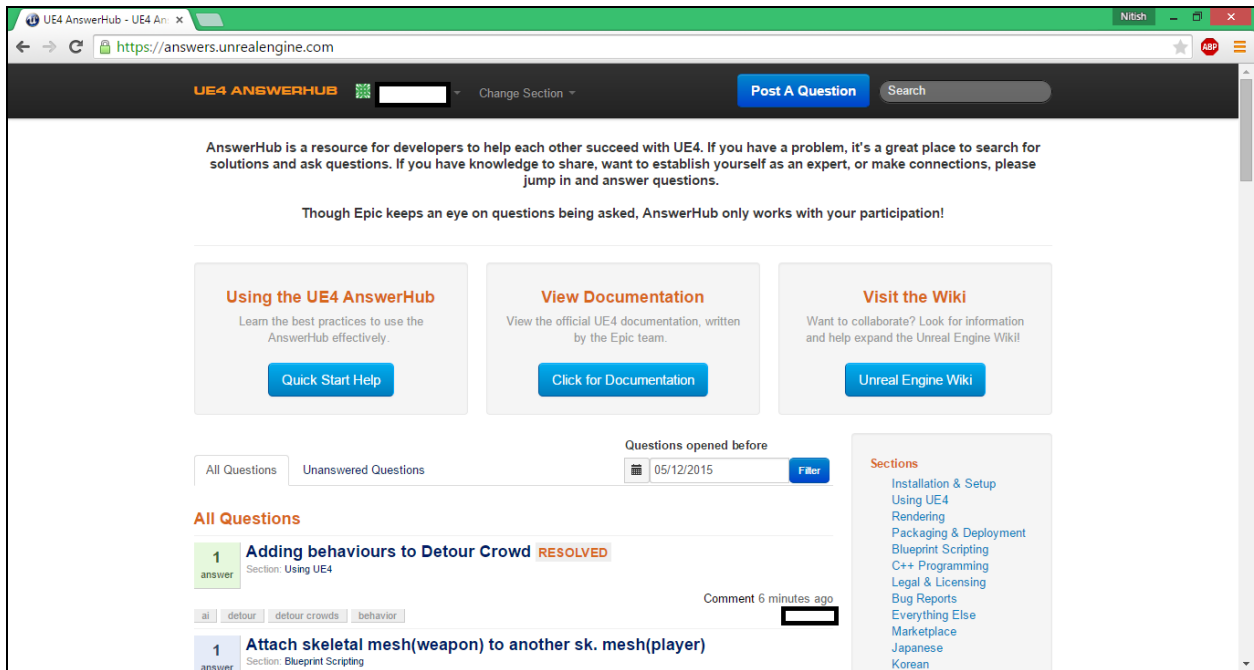 UE4 AnswerHub - UE4 An
Nitish
https://answers.unrealengine.com
ABP
UE4 ANSWERHUB
Change Section
Post A Question
Search
AnswerHub is a resource for developers to help each other succeed with UE4. If you have a problem, it's a great place to search for
solutions and ask questions. If you have knowledge to share, want to establish yourself as an expert, or make connections, please
jump in and answer questions.
Though Epic keeps an eye on questions being asked, AnswerHub only works with your participation!
Using the UE4 AnswerHub
Learn the best practices to use the
AnswerHub effectively.
Quick Start Help
View Documentation
View the official UE4 documentation, written
by the Epic team.
Click for Documentation
Visit the Wiki
Want to collaborate? Look for information
and help expand the Unreal Engine Wiki!
Unreal Engine Wiki
All Questions
Unanswered Questions
Questions opened before
05/12/2015
Filter
All Questions
1
answer
Adding behaviours to Detour Crowd RESOLVED
Section: Using UE4
Comment 6 minutes ago
ai detour detour crowds behavior
1
answer
Attach skeletal mesh(weapon) to another sk. mesh(player)
Section: Blueprint Scripting
Sections
Installation & Setup
Using UE4
Rendering
Packaging & Deployment
Blueprint Scripting
C++ Programming
Legal & Licensing
Bug Reports
Everything Else
Marketplace
Japanese
Korean